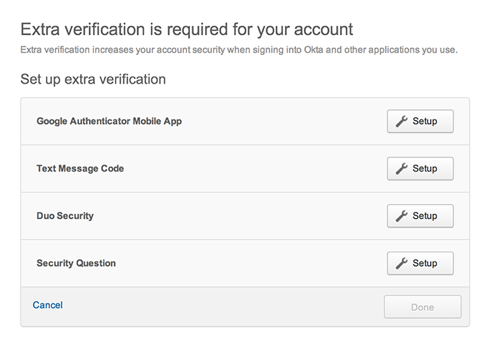 Extra verification is required for your account
Extra verification increases your account security when signing into Okta and other applications you use.
Set up extra verification
Google Authenticator Mobile App
Setup
Text Message Code
Setup
Duo Security
Setup
Security Question
Setup
Cancel
Done